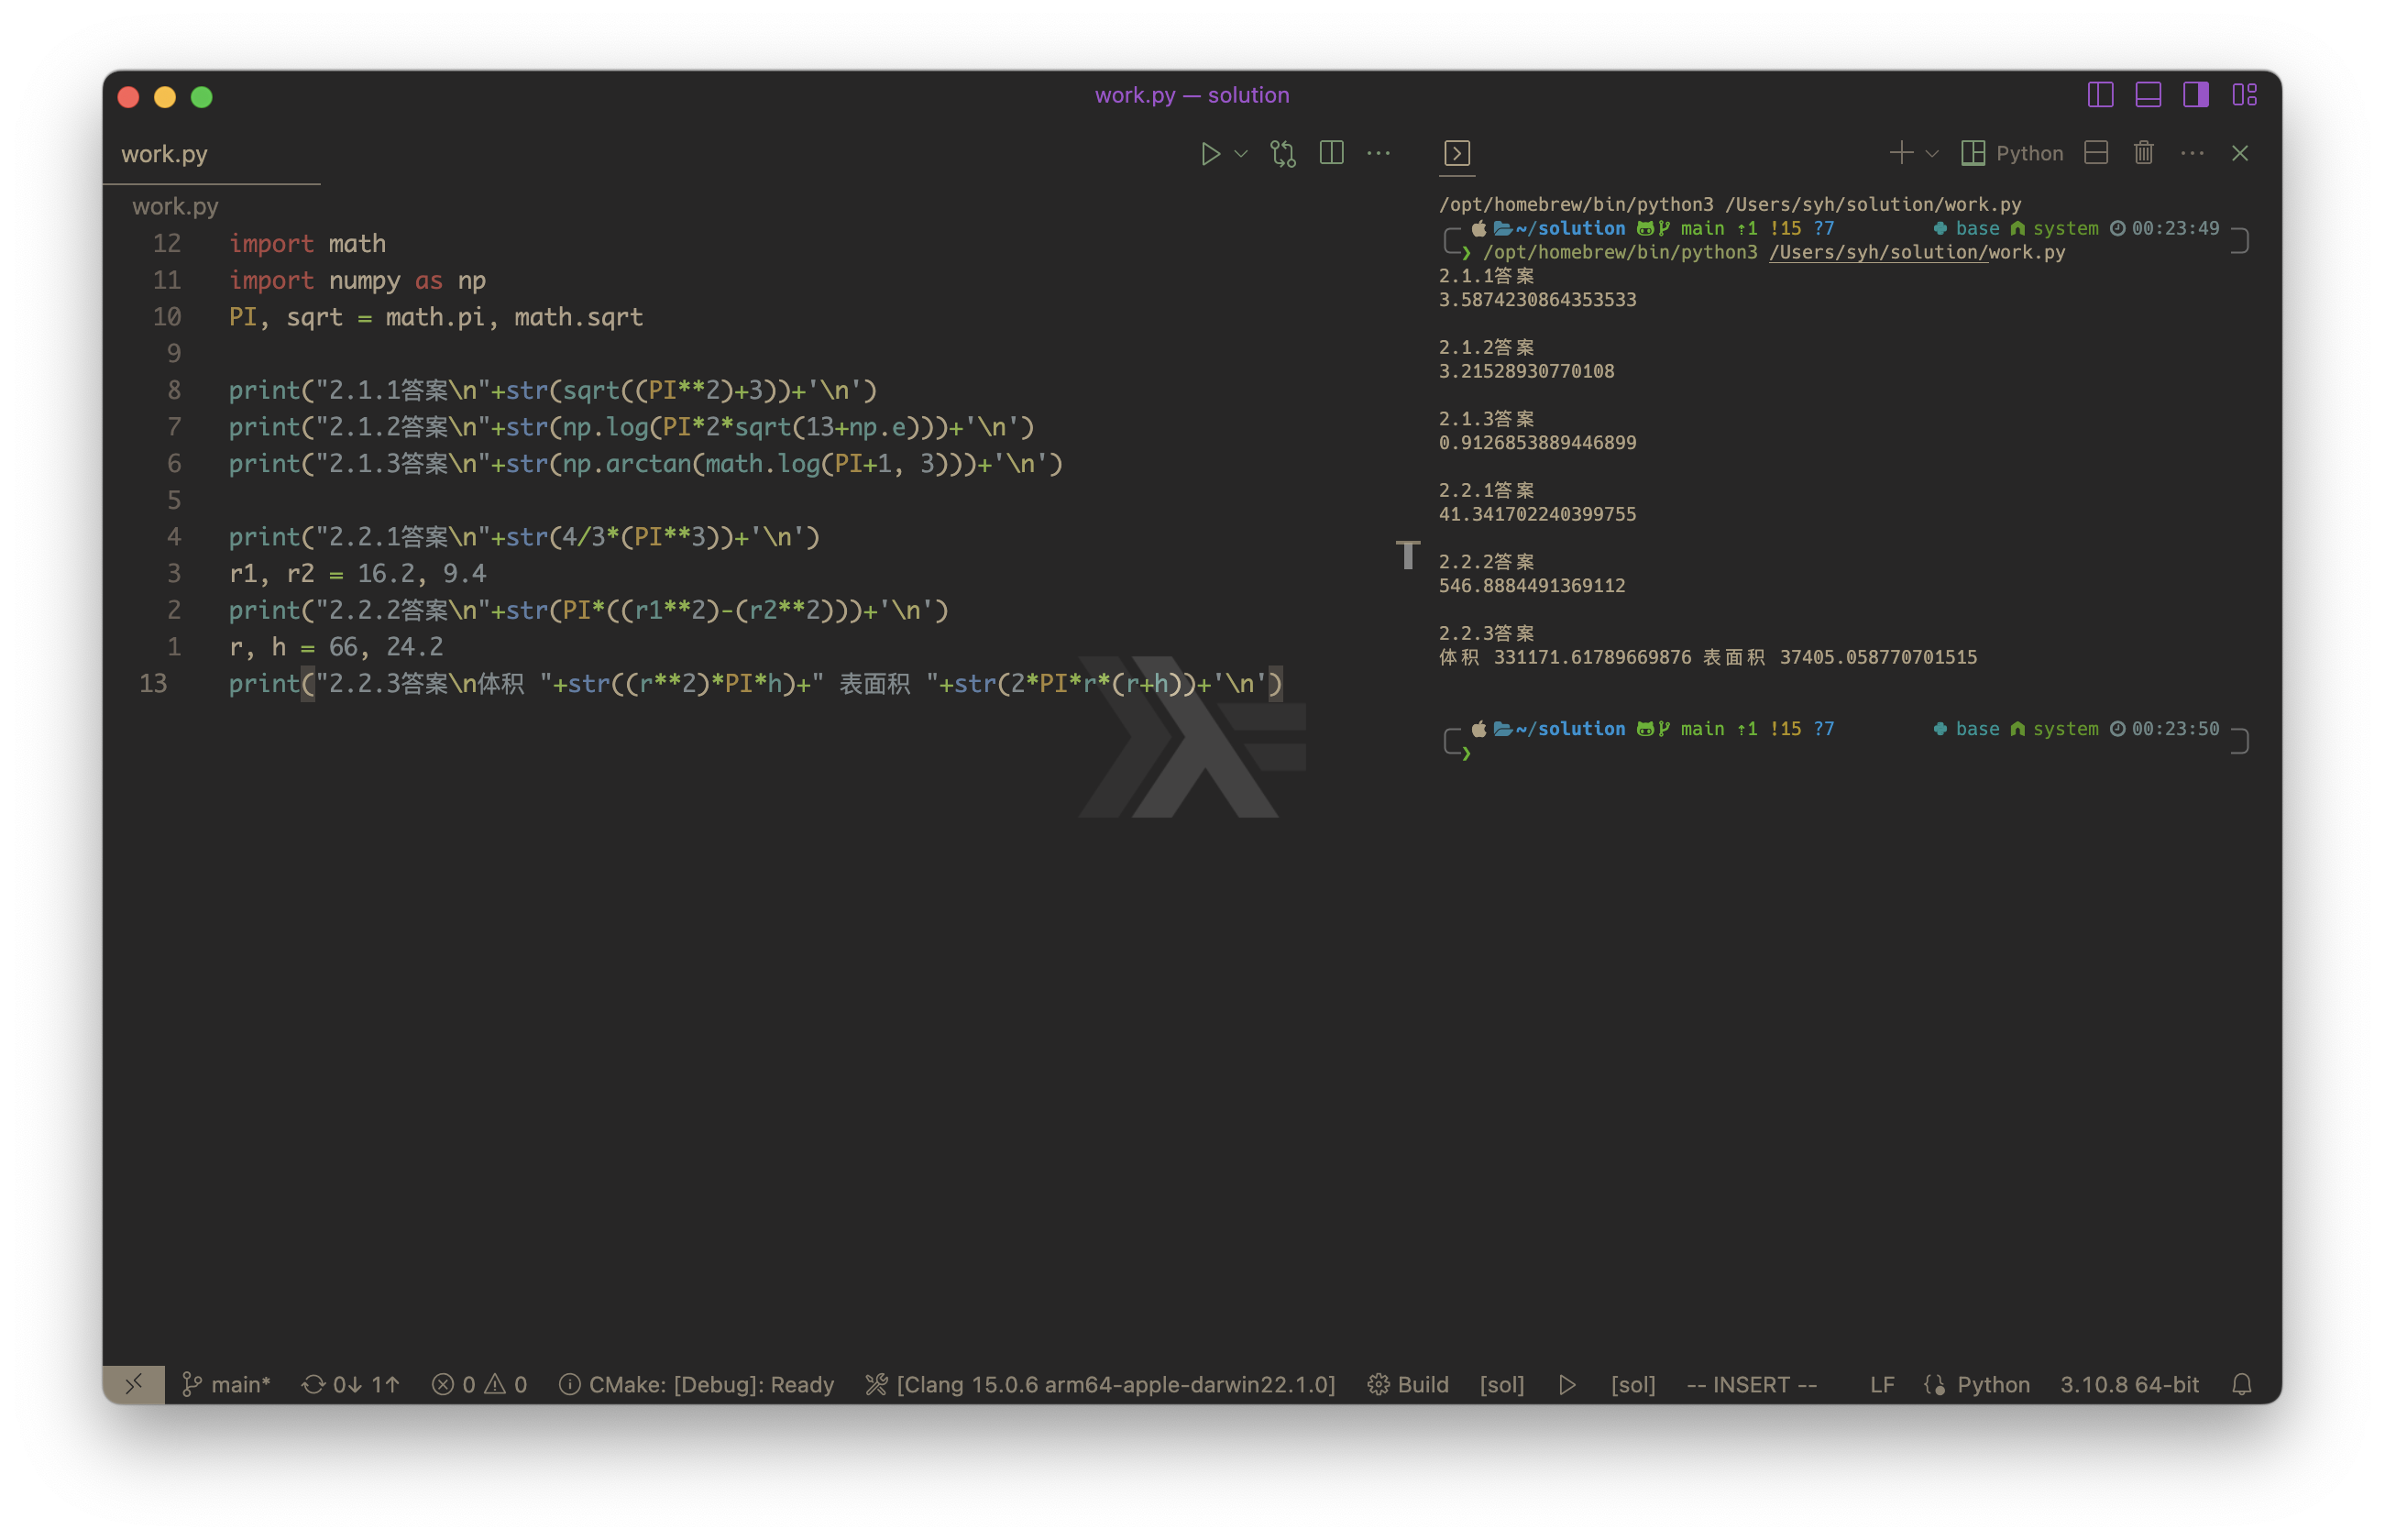 work.py — solution
work.py
work.py
12 import math
11 import numpy as np
10 PI, sqrt = math.pi, math.sqrt
9
8 print("2.1.1答案\n"+str(sqrt((PI**2)+3))+'\n')
7 print("2.1.2答案\n"+str(np.log(PI*2*sqrt(13+np.e)))+'\n')
6 print("2.1.3答案\n"+str(np.arctan(math.log(PI+1, 3)))+'\n')
5
4 print("2.2.1答案\n"+str(4/3*(PI**3))+'\n')
3 r1, r2 = 16.2, 9.4
2 print("2.2.2答案\n"+str(PI*((r1**2)-(r2**2)))+'\n')
1 r, h = 66, 24.2
13 print("2.2.3答案\n体积 "+str((r**2)*PI*h)+" 表面积 "+str(2*PI*r*(r+h))+'\n')
Python
/opt/homebrew/bin/python3 /Users/syh/solution/work.py
~/solution main ⇡1 !15 ?7 base system 00:23:49
❯ /opt/homebrew/bin/python3 /Users/syh/solution/work.py
2.1.1答案
3.5874230864353533
2.1.2答案
3.21528930770108
2.1.3答案
0.9126853889446899
2.2.1答案
41.341702240399755
2.2.2答案
546.8884491369112
2.2.3答案
体积 331171.61789669876 表面积 37405.058770701515
~/solution main ⇡1 !15 ?7 base system 00:23:50
❯
main* 0↓ 1↑ 0 0 CMake: [Debug]: Ready [Clang 15.0.6 arm64-apple-darwin22.1.0] Build [sol] [sol] -- INSERT -- LF Python 3.10.8 64-bit